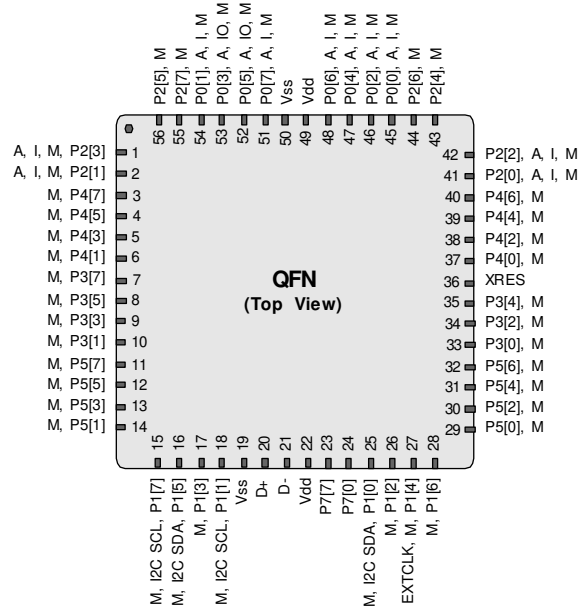 P2[5], M
P2[7], M
P0[1], A, I, M
P0[3], A, IO, M
P0[5], A, IO, M
P0[7], A, I, M
Vss
Vdd
P0[6], A, I, M
P0[4], A, I, M
P0[2], A, I, M
P0[0], A, I, M
P2[6], M
P2[4], M
56
55
54
53
52
51
50
49
48
47
46
45
44
43
A, I, M, P2[3] 1
A, I, M, P2[1] 2
M, P4[7] 3
M, P4[5] 4
M, P4[3] 5
M, P4[1] 6
M, P3[7] 7
M, P3[5] 8
M, P3[3] 9
M, P3[1] 10
M, P5[7] 11
M, P5[5] 12
M, P5[3] 13
M, P5[1] 14
QFN
(Top View)
42 P2[2], A, I, M
41 P2[0], A, I, M
40 P4[6], M
39 P4[4], M
38 P4[2], M
37 P4[0], M
36 XRES
35 P3[4], M
34 P3[2], M
33 P3[0], M
32 P5[6], M
31 P5[4], M
30 P5[2], M
29 P5[0], M
15
16
17
18
19
20
21
22
23
24
25
26
27
28
M, I2C SCL, P1[7]
M, I2C SDA, P1[5]
M, P1[3]
M, I2C SCL, P1[1]
Vss
D+
D-
Vdd
P7[7]
P7[0]
M, I2C SDA, P1[0]
M, P1[2]
EXTCLK, M, P1[4]
M, P1[6]